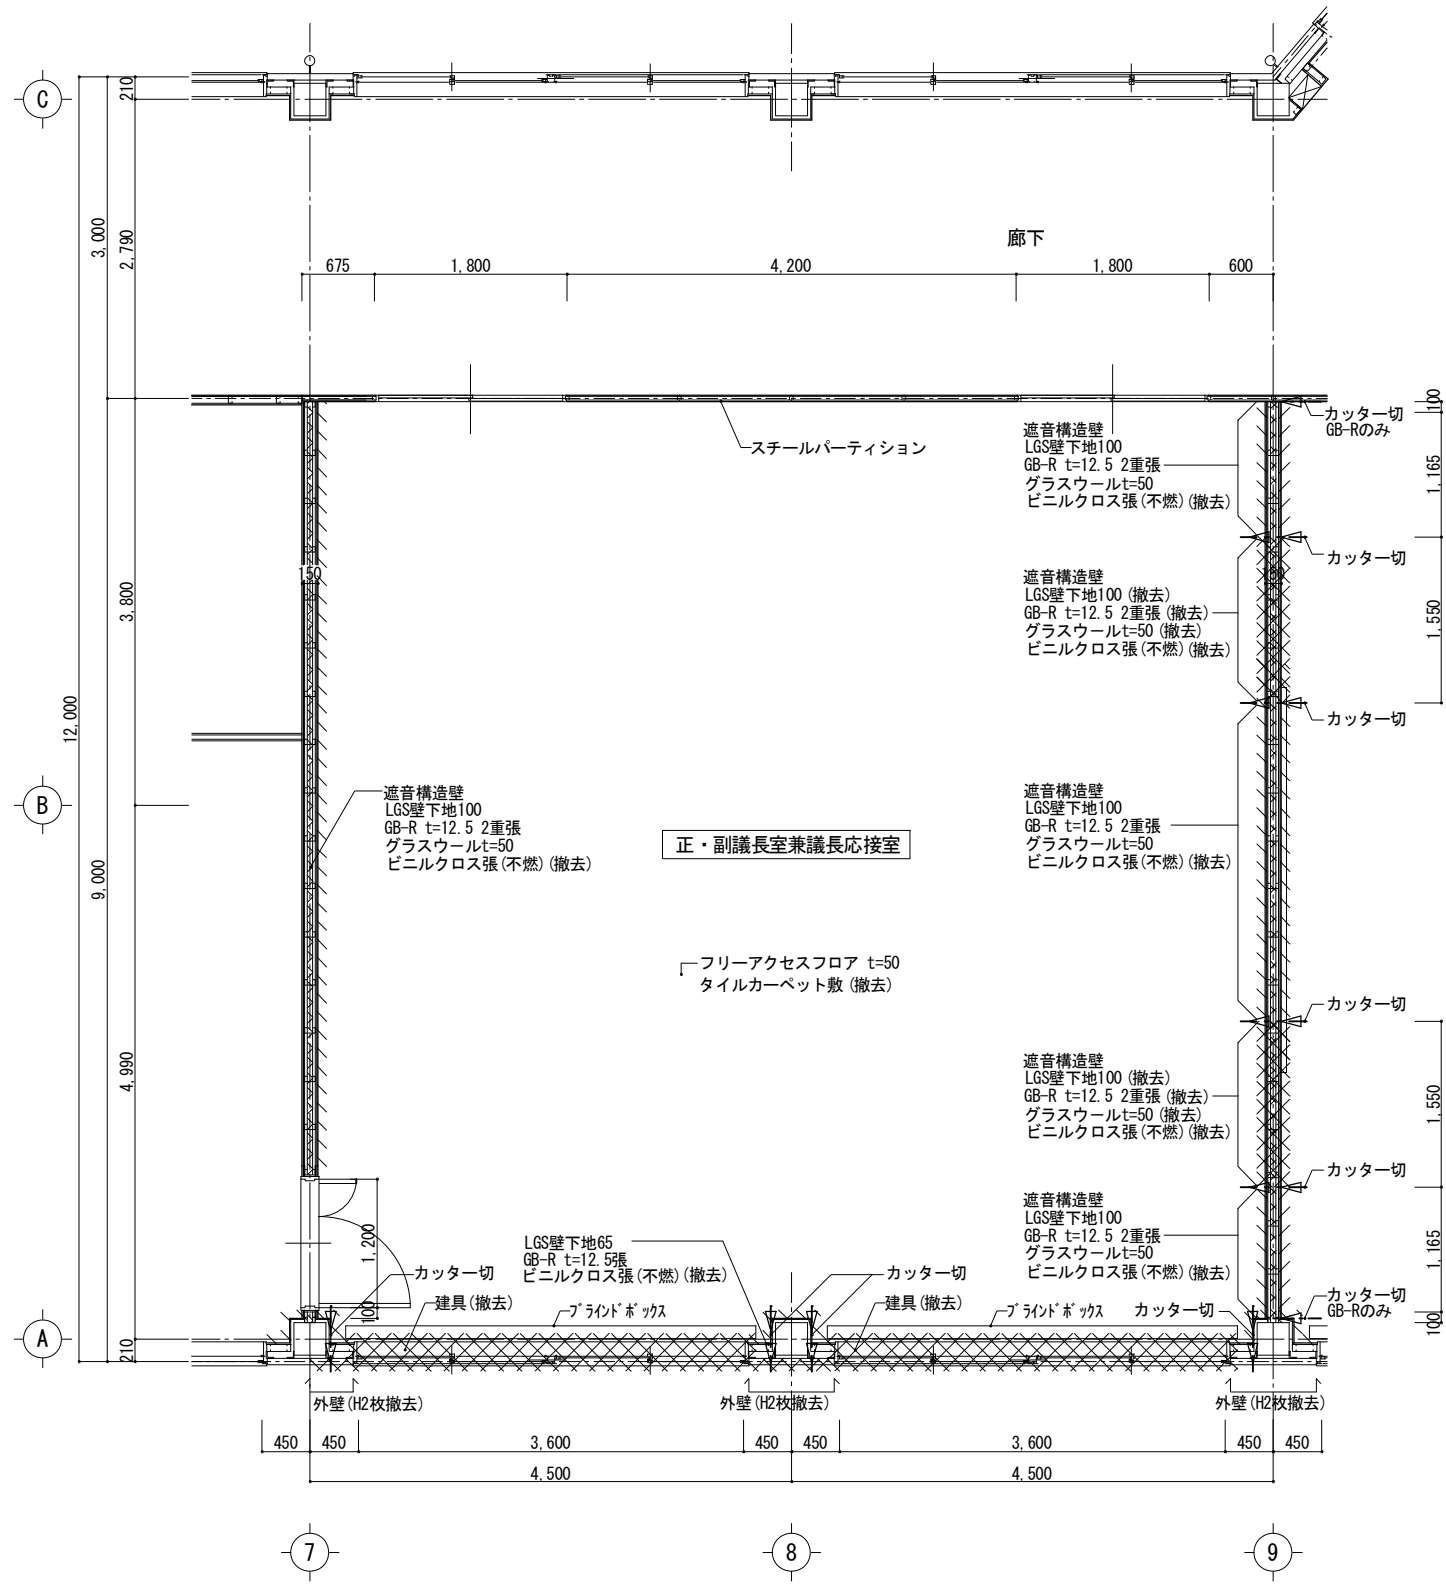 C
210
3,000
2,790
廊下
675
1,800
4,200
1,800
600
スチールパーティション
遮音構造壁
LGS壁下地100
GB-R t=12.5 2重張
グラスウールt=50
ビニルクロス張(不燃)(撤去)
カッター切
GB-Rのみ
100
1,165
カッター切
150
150
3,800
遮音構造壁
LGS壁下地100(撤去)
GB-R t=12.5 2重張(撤去)
グラスウールt=50(撤去)
ビニルクロス張(不燃)(撤去)
1,550
カッター切
12,000
B
9,000
遮音構造壁
LGS壁下地100
GB-R t=12.5 2重張
グラスウールt=50
ビニルクロス張(不燃)(撤去)
正・副議長室兼議長応接室
遮音構造壁
LGS壁下地100
GB-R t=12.5 2重張
グラスウールt=50
ビニルクロス張(不燃)(撤去)
フリーアクセスフロア t=50
タイルカーペット敷(撤去)
カッター切
4,990
遮音構造壁
LGS壁下地100(撤去)
GB-R t=12.5 2重張(撤去)
グラスウールt=50(撤去)
ビニルクロス張(不燃)(撤去)
1,550
カッター切
遮音構造壁
LGS壁下地100
GB-R t=12.5 2重張
グラスウールt=50
ビニルクロス張(不燃)(撤去)
1,165
1,200
100
LGS壁下地65
GB-R t=12.5張
ビニルクロス張(不燃)(撤去)
カッター切
建具(撤去)
ブラインドボックス
カッター切
建具(撤去)
ブラインドボックス
カッター切
カッター切
GB-Rのみ
100
A
210
外壁(H2枚撤去)
外壁(H2枚撤去)
外壁(H2枚撤去)
450
450
3,600
450
450
3,600
450
450
4,500
4,500
7
8
9